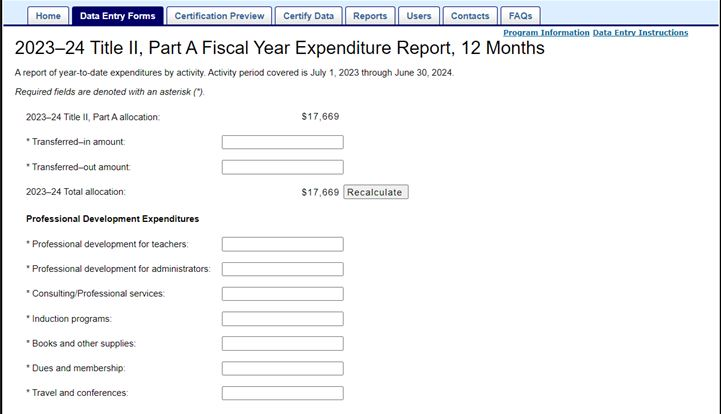 Home Data Entry Forms Certification Preview Certify Data Reports Users Contacts FAQs
Program Information Data Entry Instructions
2023–24 Title II, Part A Fiscal Year Expenditure Report, 12 Months
A report of year-to-date expenditures by activity. Activity period covered is July 1, 2023 through June 30, 2024.
Required fields are denoted with an asterisk (*).
2023–24 Title II, Part A allocation: $17,669
* Transferred–in amount:
* Transferred–out amount:
2023–24 Total allocation: $17,669 Recalculate
Professional Development Expenditures
* Professional development for teachers:
* Professional development for administrators:
* Consulting/Professional services:
* Induction programs:
* Books and other supplies:
* Dues and membership:
* Travel and conferences: